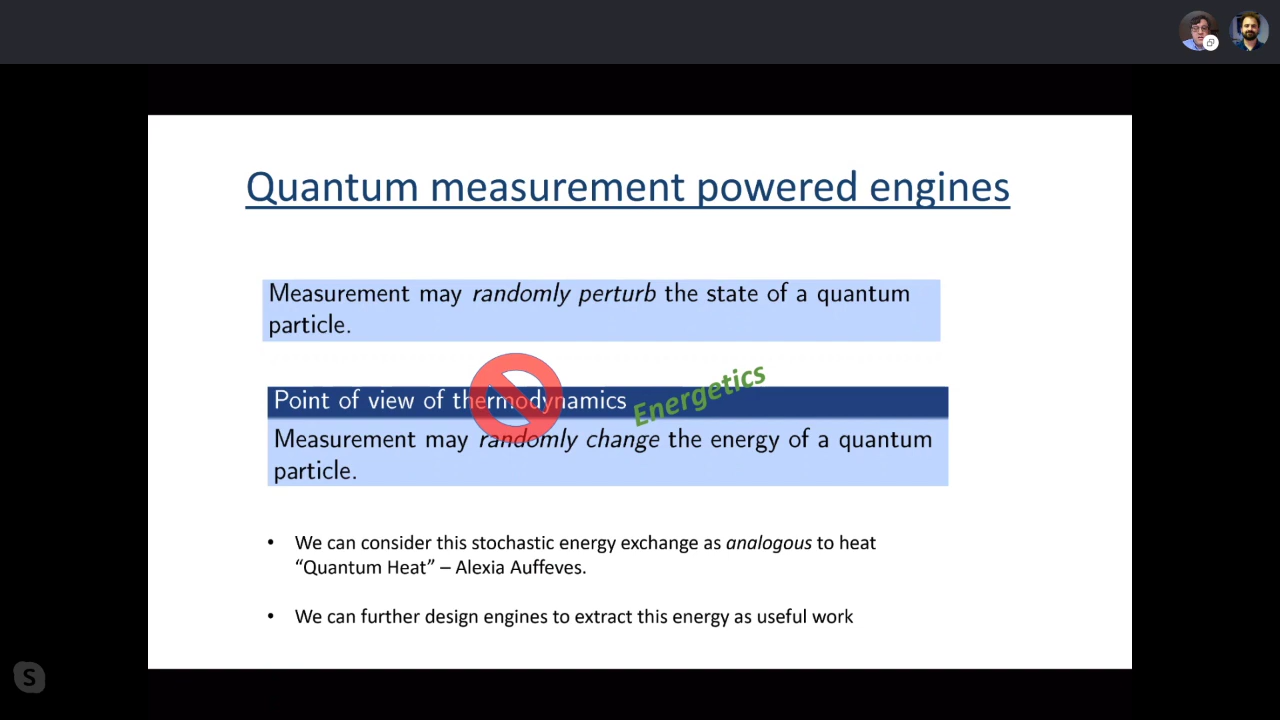 Quantum measurement powered engines
Measurement may randomly perturb the state of a quantum
particle.
Point of view of thermodynamics
Energetics
Measurement may randomly change the energy of a quantum
particle.
• We can consider this stochastic energy exchange as analogous to heat
“Quantum Heat” – Alexia Auffeves.
• We can further design engines to extract this energy as useful work
S